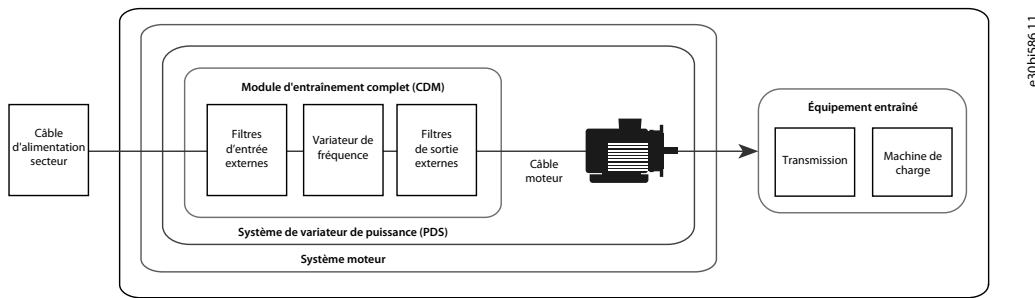 Module d'entraînement complet (CDM)
Câble
d'alimentation
secteur
Filtres
d'entrée
externes
Variateur de
fréquence
Filtres
de sortie
externes
Câble
moteur
Équipement entraîné
Transmission
Machine de
charge
Système de variateur de puissance (PDS)
Système moteur
e30bj586.11